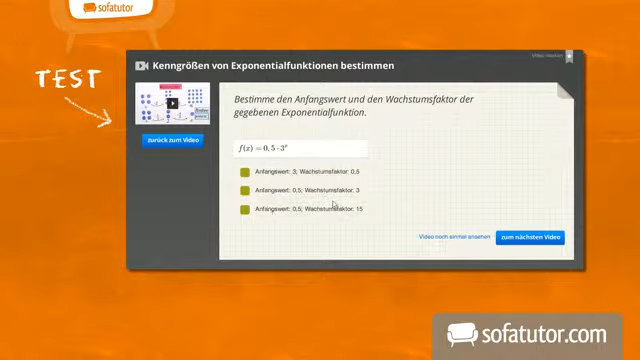 sofatutor
TEST
Kenngrößen von Exponentialfunktionen bestimmen
Bestimme den Anfangswert und den Wachstumsfaktor der
gegebenen Exponentialfunktion.
zurück zum Video
f(x) = 0,5 · 3^x
Anfangswert: 3; Wachstumsfaktor: 0.5
Anfangswert: 0,5; Wachstumsfaktor: 3
Anfangswert: 0,5; Wachstumsfaktor: 15
Video noch einmal ansehen
zum nächsten Video
sofatutor.com